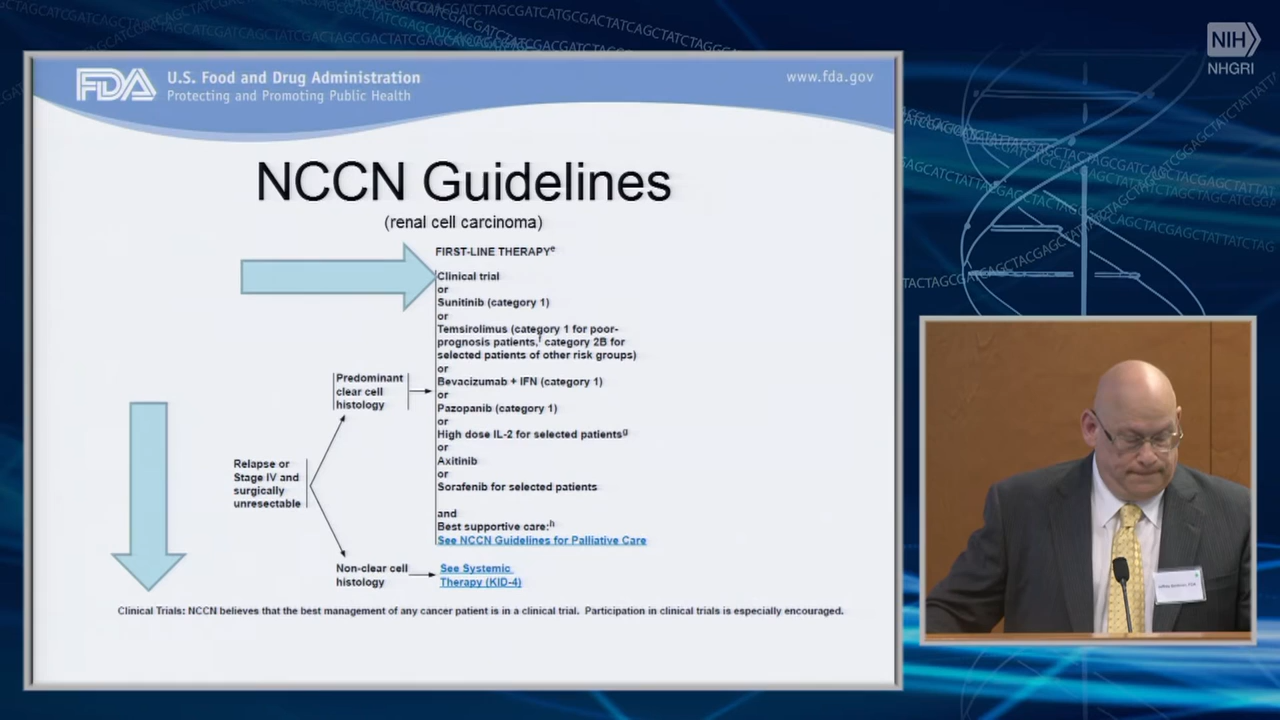 NIH
NHGRI
FDA U.S. Food and Drug Administration
Protecting and Promoting Public Health
www.fda.gov
NCCN Guidelines
(renal cell carcinoma)
FIRST-LINE THERAPYe
Clinical trial
or
Sunitinib (category 1)
or
Temsirolimus (category 1 for poor-
prognosis patients,f category 2B for
selected patients of other risk groups)
or
Bevacizumab + IFN (category 1)
or
Pazopanib (category 1)
or
High dose IL-2 for selected patientsg
or
Axitinib
or
Sorafenib for selected patients
and
Best supportive care:h
See NCCN Guidelines for Palliative Care
Predominant
clear cell
histology
Relapse or
Stage IV and
surgically
unresectable
Non-clear cell
histology
See Systemic
Therapy (KID-4)
Clinical Trials: NCCN believes that the best management of any cancer patient is in a clinical trial. Participation in clinical trials is especially encouraged.